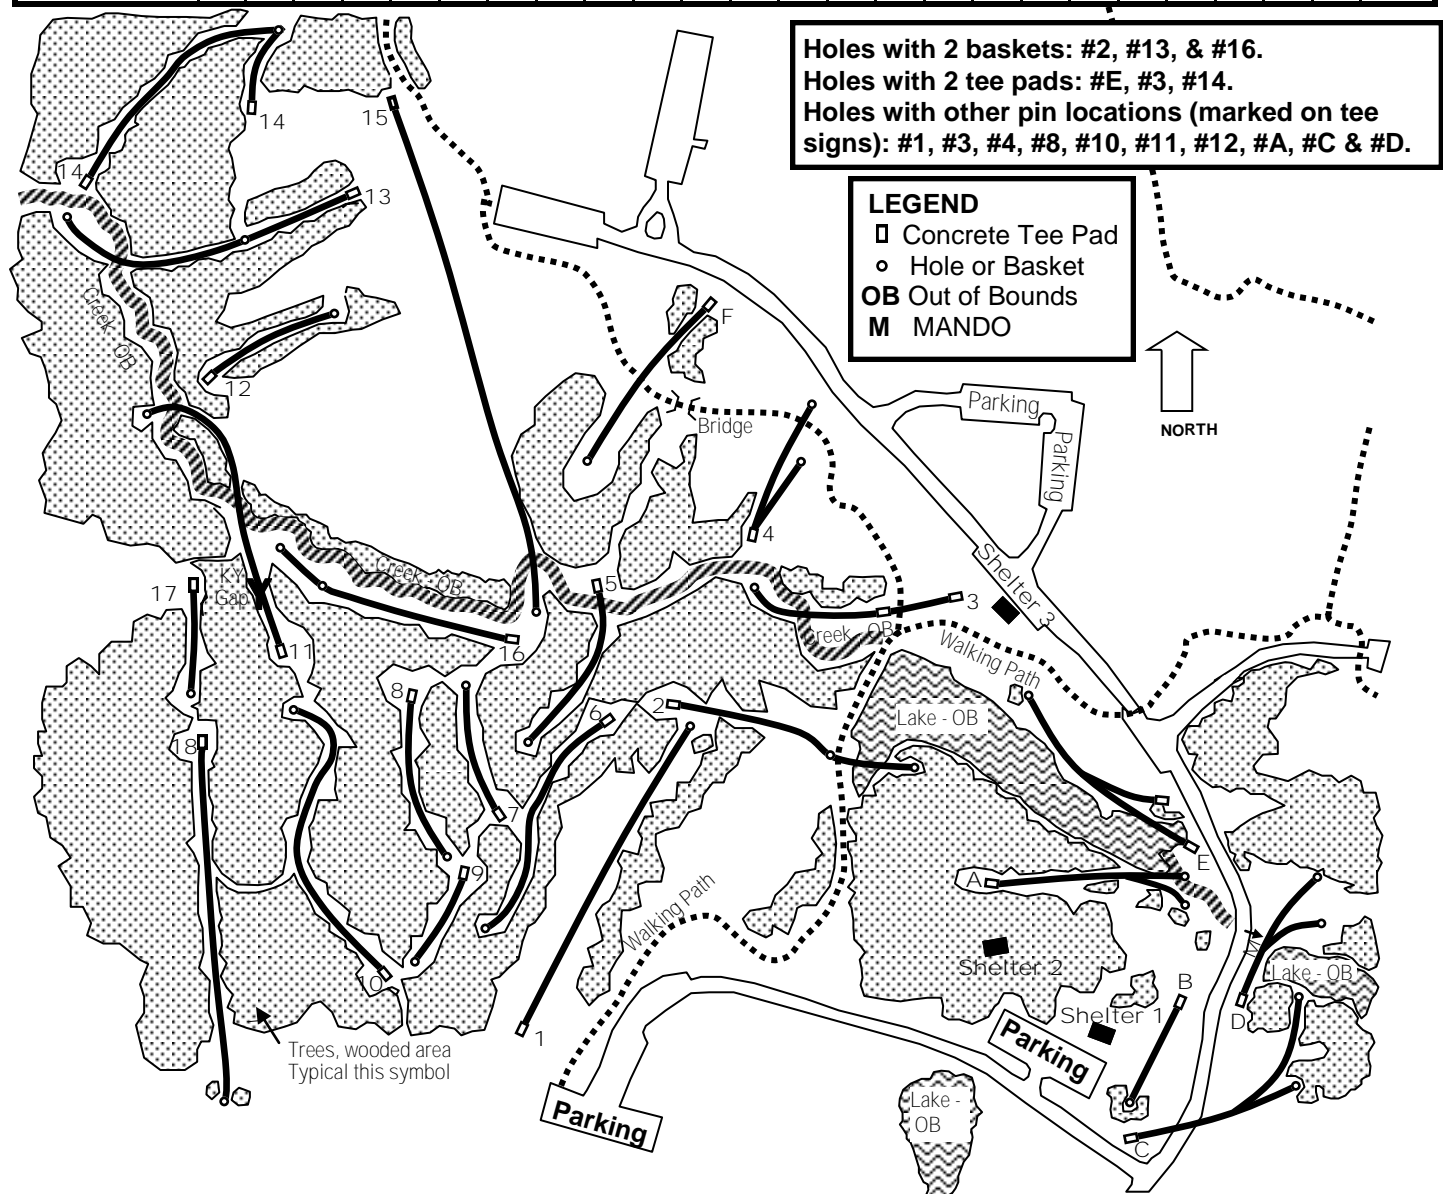 Holes with 2 baskets: #2, #13, & #16.
Holes with 2 tee pads: #E, #3, #14.
Holes with other pin locations (marked on tee
signs): #1, #3, #4, #8, #10, #11, #12, #A, #C & #D.
LEGEND
Concrete Tee Pad
Hole or Basket
OB Out of Bounds
M MANDO
NORTH
14
15
14
13
Creek - OB
12
F
Bridge
Parking
Parking
4
Shelter 3
Creek - OB
5
3
Creek - OB
17
KY
Gap
11
16
Walking Path
8
6
2
Lake - OB
18
7
E
9
A
Walking Path
M
Shelter 2
Lake - OB
10
B
D
Shelter 1
1
Parking
Trees, wooded area
Typical this symbol
Parking
Lake -
OB
C